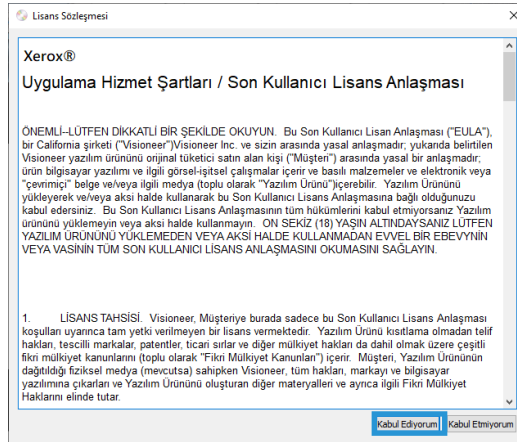 Lisans Sözleşmesi
Xerox®
Uygulama Hizmet Şartları / Son Kullanıcı Lisans Anlaşması
ÖNEMLİ--LÜTFEN DİKKATLİ BİR ŞEKİLDE OKUYUN. Bu Son Kullanıcı Lisan Anlaşması ("EULA"),
bir California şirketi ("Visioneer")Visioneer Inc. ve sizin arasında yasal anlaşmadır; yukarıda belirtilen
Visioneer yazılım ürününü orijinal tüketici satın alan kişi ("Müşteri") arasında yasal bir anlaşmadır;
ürün bilgisayar yazılımı ve ilgili görsel-işitsel çalışmalar içerir ve basılı malzemeler ve elektronik veya
"çevrimiçi" belge ve/veya ilgili medya (toplu olarak "Yazılım Ürünü")içerebilir. Yazılım Ürününü
yükleyerek ve/veya aksi halde kullanarak bu Son Kullanıcı Lisans Anlaşmasına bağlı olduğunuzu
kabul edersiniz. Bu Son Kullanıcı Lisans Anlaşmasının tüm hükümlerini kabul etmiyorsanız Yazılım
ürününü yüklemeyin veya aksi halde kullanmayın. ON SEKİZ (18) YAŞIN ALTINDAYSANIZ LÜTFEN
YAZILIM ÜRÜNÜNÜ YÜKLEMEDEN VEYA AKSİ HALDE KULLANMADAN EVVEL BİR EBEVYNİN
VEYA VASİNİN TÜM SON KULLANICI LİSANS ANLAŞMASINI OKUMASINI SAĞLAYIN.
1. LİSANS TAHSİSİ. Visioneer, Müşteriye burada sadece bu Son Kullanıcı Lisans Anlaşması
koşulları uyarınca tam yetki verilmeyen bir lisans vermektedir. Yazılım Ürünü kısıtlama olmadan telif
hakları, tescilli markalar, patentler, ticari sırlar ve diğer mülkiyet hakları da dahil olmak üzere çeşitli
fikri mülkiyet kanunlarını (toplu olarak "Fikri Mülkiyet Kanunları") içerir. Müşteri, Yazılım Ürününün
dağıtıldığı fiziksel medya (mevcutsa) sahipken Visioneer, tüm hakları, markayı ve bilgisayar
yazılımına çıkarları ve Yazılım Ürününü oluşturan diğer materyalleri ve ayrıca ilgili Fikri Mülkiyet
Haklarını elinde tutar.
Kabul Ediyorum Kabul Etmiyorum